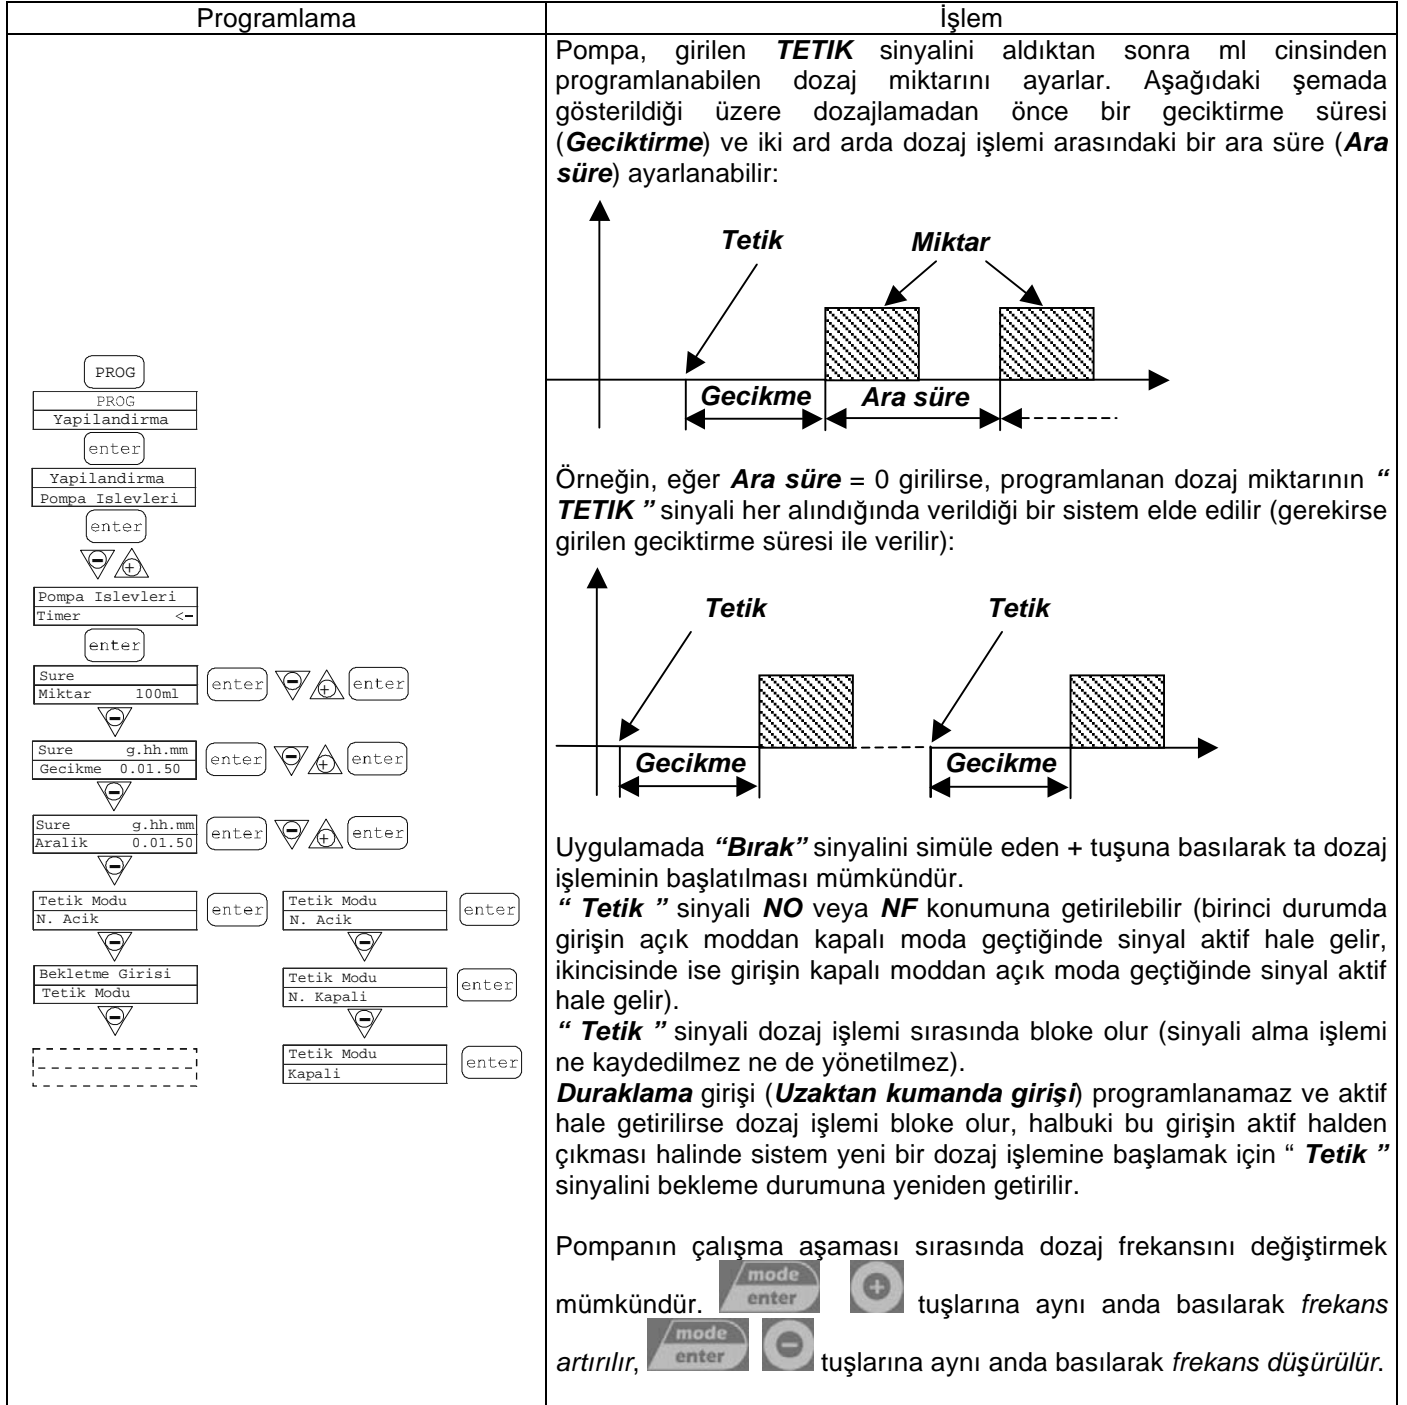 Programlama
İşlem
PROG
PROG
Yapilandirma
enter
Yapilandirma
Pompa Islevleri
enter
Pompa Islevleri
Timer <-
enter
Sure
Miktar 100ml
enter
enter
Sure g.hh.mm
Gecikme 0.01.50
enter
enter
Sure g.hh.mm
Aralik 0.01.50
enter
enter
Tetik Modu
N. Acik
enter
Tetik Modu
N. Acik
enter
Bekletme Girisi
Tetik Modu
Tetik Modu
N. Kapali
enter
Tetik Modu
Kapali
enter
Pompa, girilen TETIK sinyalini aldıktan sonra ml cinsinden
programlanabilen dozaj miktarını ayarlar. Aşağıdaki şemada
gösterildiği üzere dozajlamadan önce bir geciktirme süresi
(Geciktirme) ve iki ard arda dozaj işlemi arasındaki bir ara süre (Ara
süre) ayarlanabilir:
Tetik
Miktar
Gecikme
Ara süre
Örneğin, eğer Ara süre = 0 girilirse, programlanan dozaj miktarının “
TETIK ” sinyali her alındığında verildiği bir sistem elde edilir (gerekirse
girilen geciktirme süresi ile verilir):
Tetik
Tetik
Gecikme
Gecikme
Uygulamada “Bırak” sinyalini simüle eden + tuşuna basılarak ta dozaj
işleminin başlatılması mümkündür.
“ Tetik ” sinyali NO veya NF konumuna getirilebilir (birinci durumda
girişin açık moddan kapalı moda geçtiğinde sinyal aktif hale gelir,
ikincisinde ise girişin kapalı moddan açık moda geçtiğinde sinyal aktif
hale gelir).
“ Tetik ” sinyali dozaj işlemi sırasında bloke olur (sinyali alma işlemi
ne kaydedilmez ne de yönetilmez).
Duraklama girişi (Uzaktan kumanda girişi) programlanamaz ve aktif
hale getirilirse dozaj işlemi bloke olur, halbuki bu girişin aktif halden
çıkması halinde sistem yeni bir dozaj işlemine başlamak için “ Tetik ”
sinyalini bekleme durumuna yeniden getirilir.
Pompanın çalışma aşaması sırasında dozaj frekansını değiştirmek
mümkündür. mode enter + tuşlarına aynı anda basılarak frekans
artırılır, mode enter - tuşlarına aynı anda basılarak frekans düşürülür.